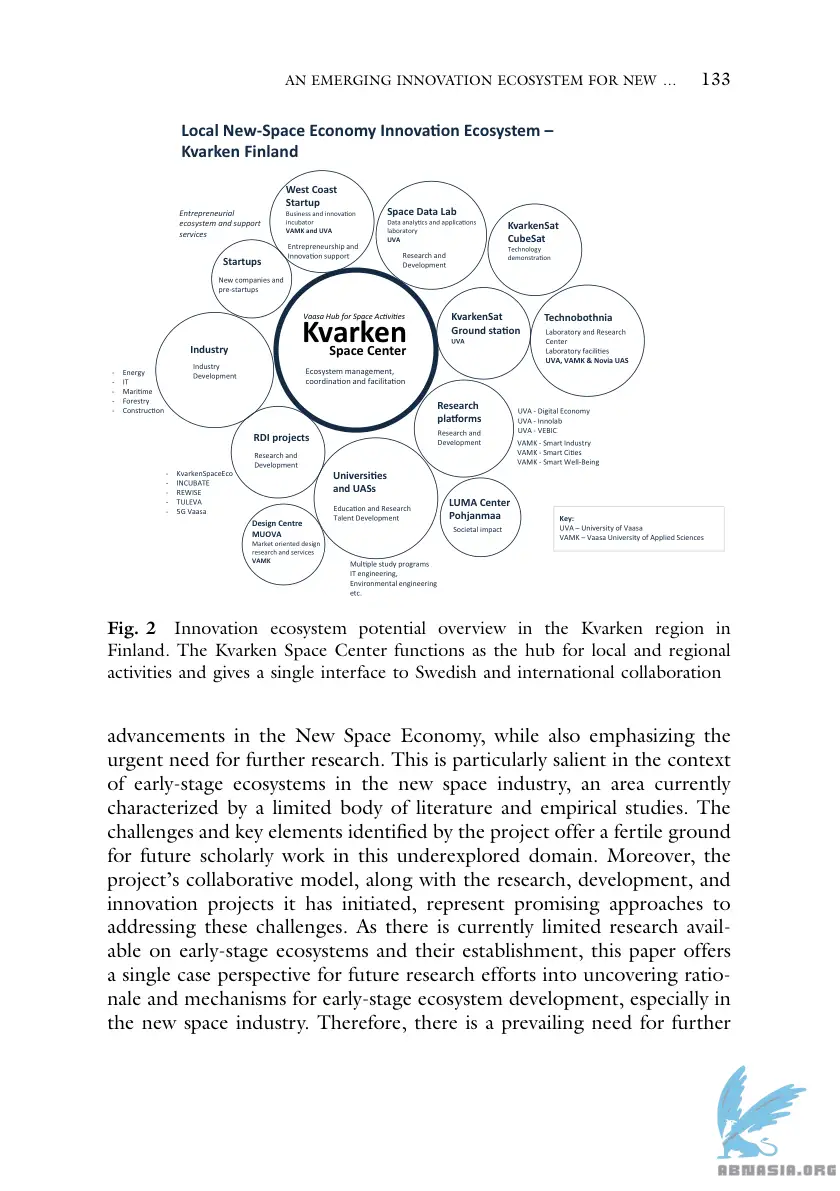 AN EMERGING INNOVATION ECOSYSTEM FOR NEW … 133
Local New-Space Economy Innovation Ecosystem –
Kvarken Finland
Entrepreneurial
ecosystem and support
services
West Coast
Startup
Business and innovation
incubator
VAMK and UVA
Entrepreneurship and
Innovation support
Space Data Lab
Data analytics and applications
laboratory
UVA
Research and
Development
KvarkenSat
CubeSat
Technology
demonstration
Startups
New companies and
pre-startups
Vaasa Hub for Space Activities
Kvarken
Space Center
Ecosystem management,
coordination and facilitation
KvarkenSat
Ground station
UVA
Technobothnia
Laboratory and Research
Center
Laboratory facilities
UVA, VAMK & Novia UAS
Industry
Industry
Development
- Energy
- IT
- Maritime
- Forestry
- Construction
Research
platforms
Research and
Development
UVA - Digital Economy
UVA - Innolab
UVA - VEBIC
VAMK - Smart Industry
VAMK - Smart Cities
VAMK - Smart Well-Being
RDI projects
Research and
Development
- KvarkenSpaceEco
- INCUBATE
- REWISE
- TULEVA
- 5G Vaasa
Universities
and UASs
Education and Research
Talent Development
LUMA Center
Pohjanmaa
Societal impact
Design Centre
MUOVA
Market oriented design
research and services
VAMK
Multiple study programs
IT engineering,
Environmental engineering
etc.
Key:
UVA – University of Vaasa
VAMK – Vaasa University of Applied Sciences
Fig. 2 Innovation ecosystem potential overview in the Kvarken region in
Finland. The Kvarken Space Center functions as the hub for local and regional
activities and gives a single interface to Swedish and international collaboration
advancements in the New Space Economy, while also emphasizing the
urgent need for further research. This is particularly salient in the context
of early-stage ecosystems in the new space industry, an area currently
characterized by a limited body of literature and empirical studies. The
challenges and key elements identified by the project offer a fertile ground
for future scholarly work in this underexplored domain. Moreover, the
project's collaborative model, along with the research, development, and
innovation projects it has initiated, represent promising approaches to
addressing these challenges. As there is currently limited research avail-
able on early-stage ecosystems and their establishment, this paper offers
a single case perspective for future research efforts into uncovering ratio-
nale and mechanisms for early-stage ecosystem development, especially in
the new space industry. Therefore, there is a prevailing need for further
ABNASIA.ORG